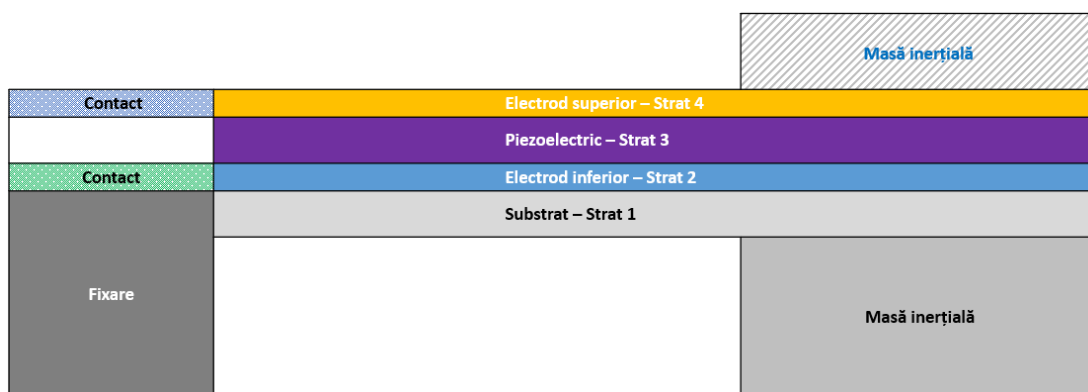 Masă inerțială
Contact
Electrod superior – Strat 4
Piezoelectric – Strat 3
Contact
Electrod inferior – Strat 2
Substrat – Strat 1
Fixare
Masă inerțială